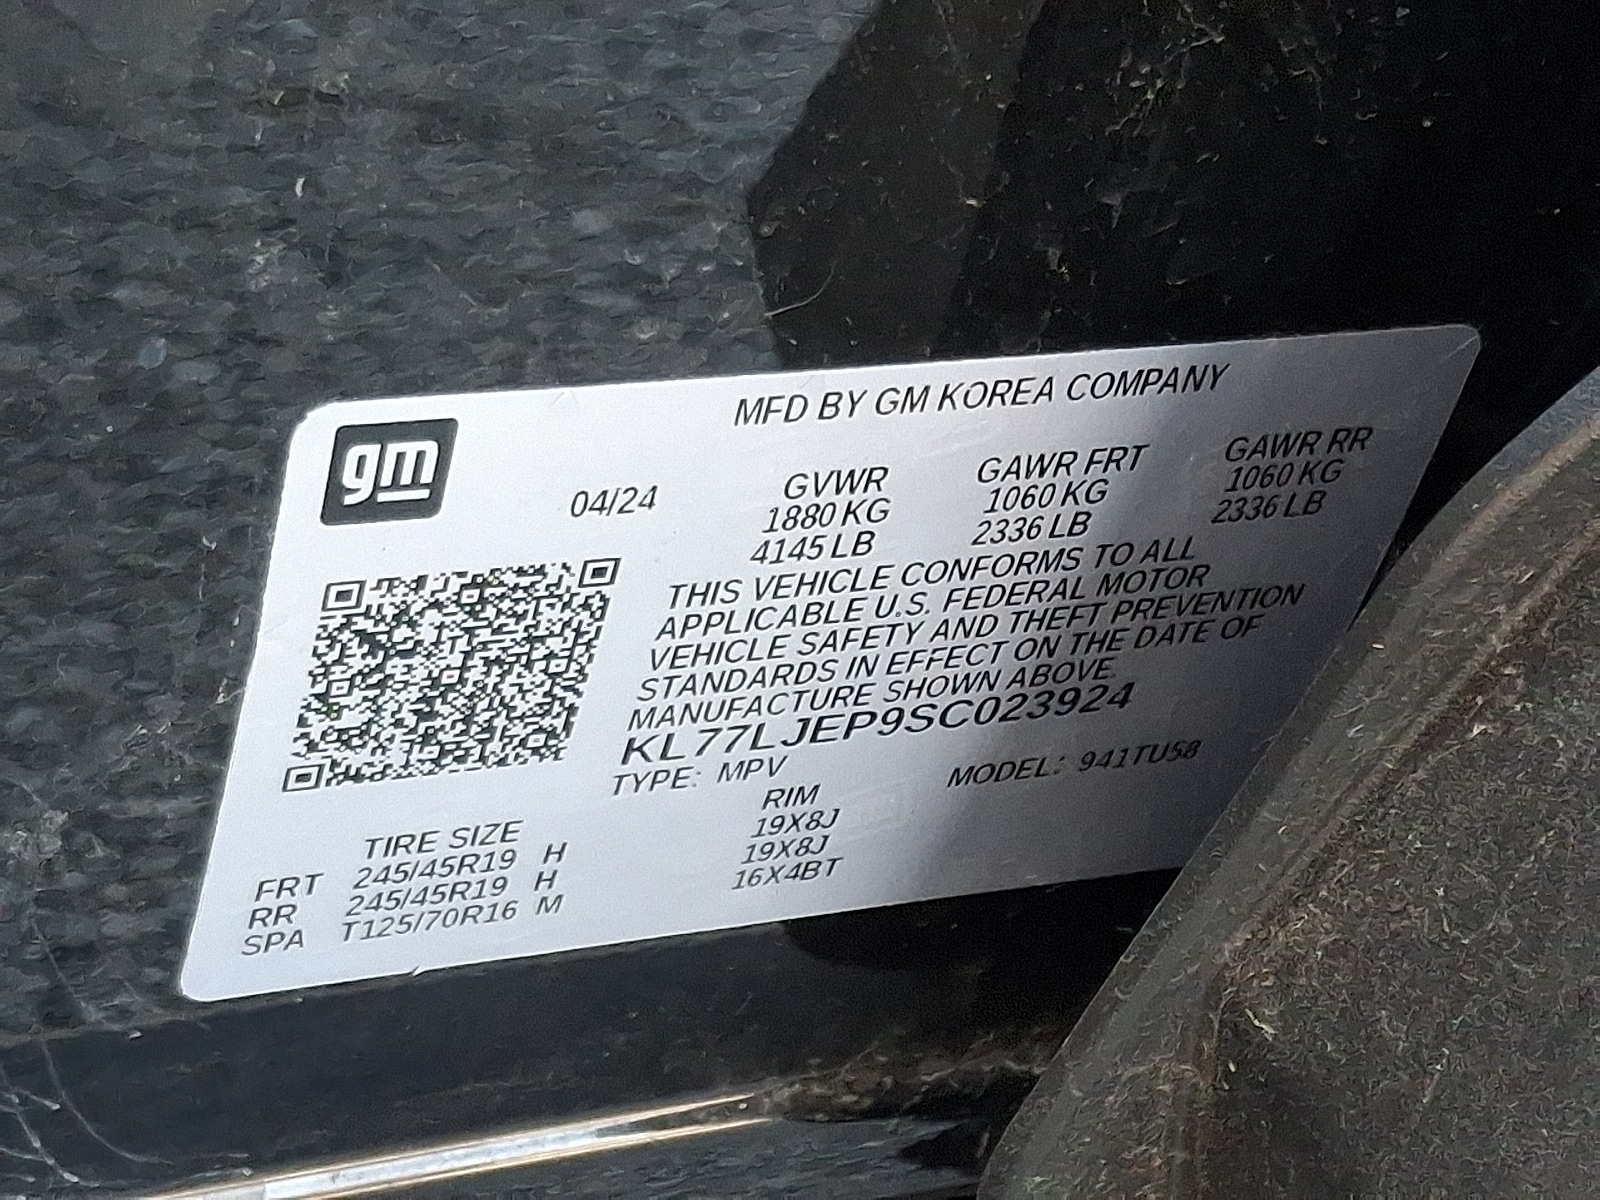 gm
MFD BY GM KOREA COMPANY
04/24
GVWR GAWR FRT GAWR RR
1880 KG 1060 KG 1060 KG
4145 LB 2336 LB 2336 LB
THIS VEHICLE CONFORMS TO ALL
APPLICABLE U.S. FEDERAL MOTOR
VEHICLE SAFETY AND THEFT PREVENTION
STANDARDS IN EFFECT ON THE DATE OF
MANUFACTURE SHOWN ABOVE.
KL77LJEP9SC023924
TYPE: MPV MODEL: 941TU58
TIRE SIZE RIM
FRT 245/45R19 H 19X8J
RR 245/45R19 H 19X8J
SPA T125/70R16 M 16X4BT